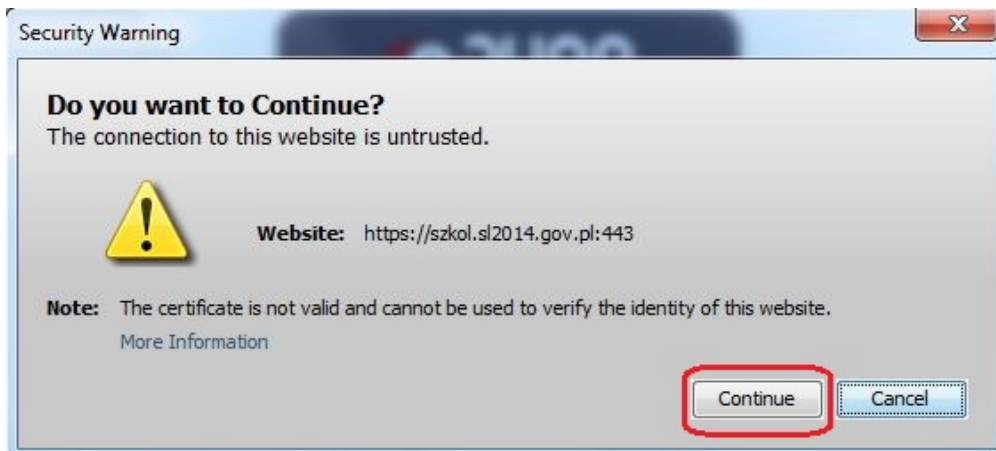 Security Warning
Do you want to Continue?
The connection to this website is untrusted.
Website: https://szkol.sl2014.gov.pl:443
Note: The certificate is not valid and cannot be used to verify the identity of this website.
More Information
Continue Cancel